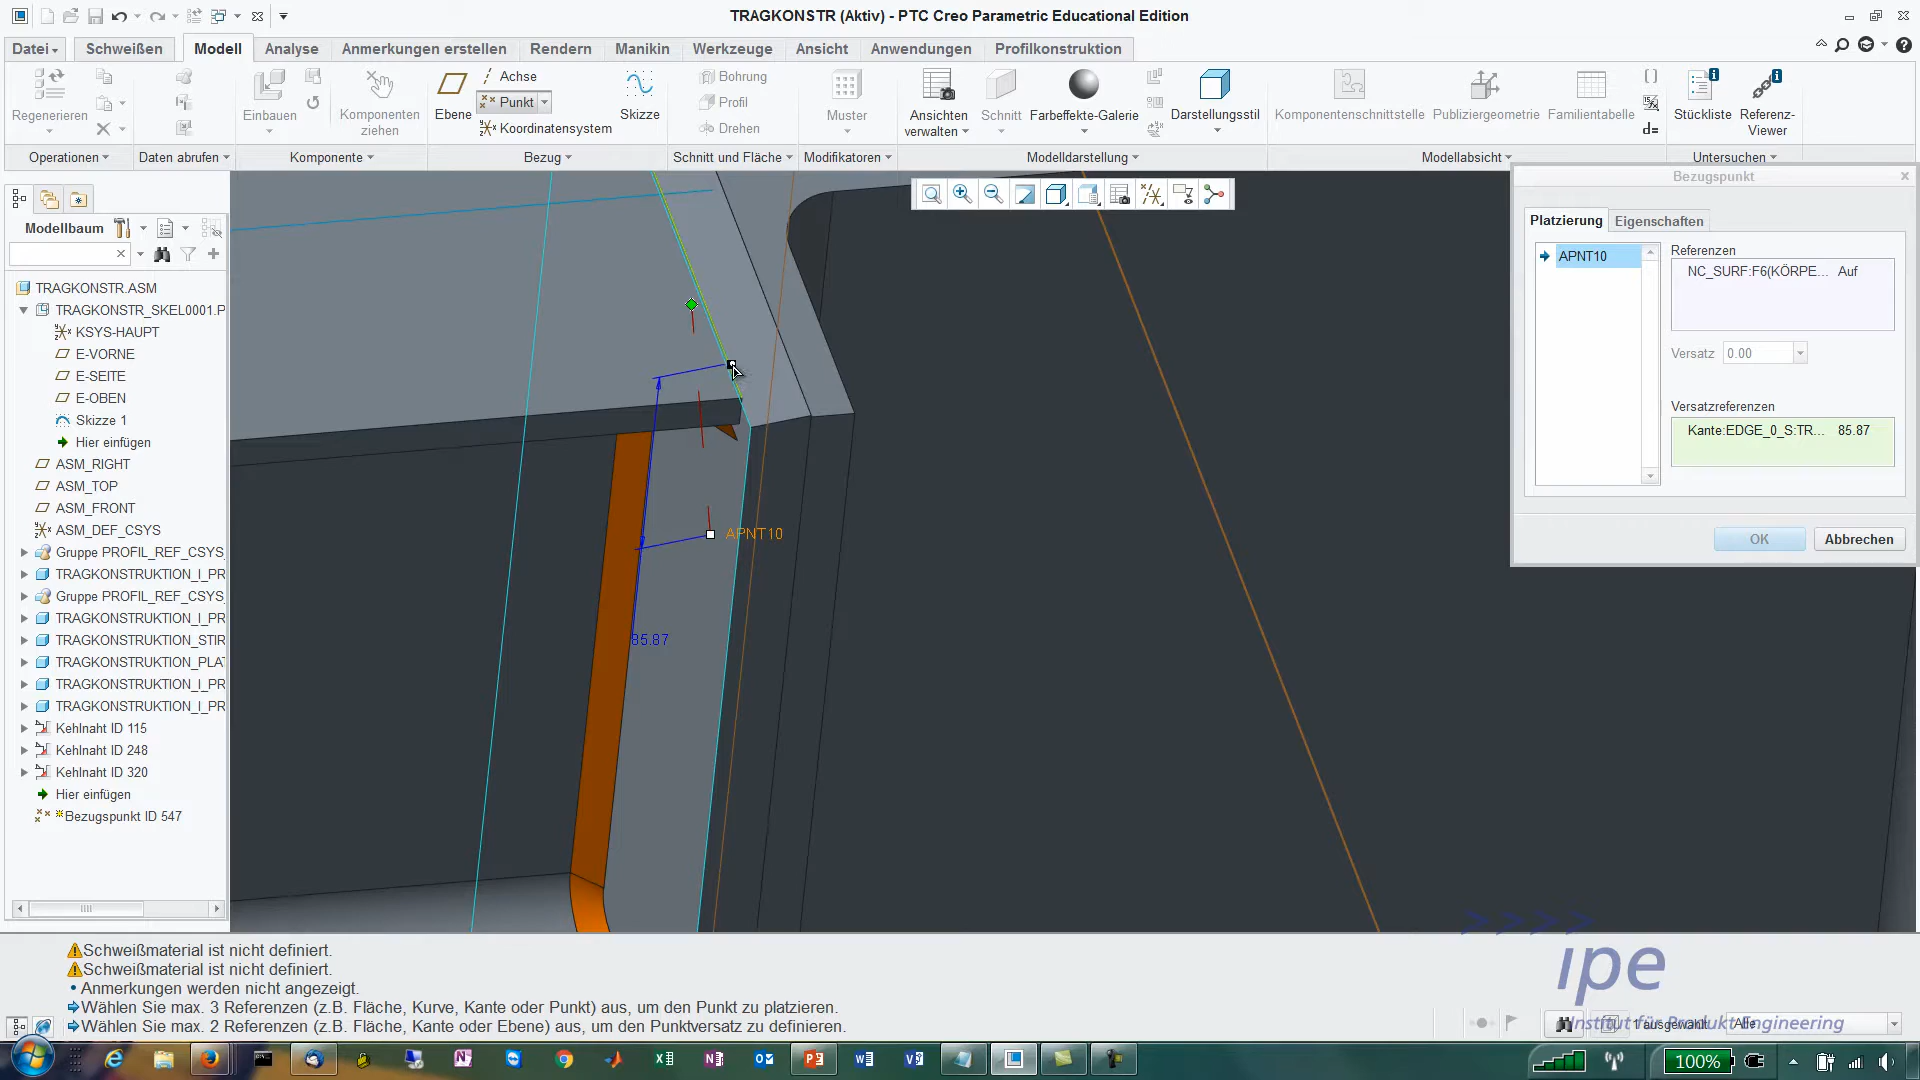 TRAGKONSTR (Aktiv) - PTC Creo Parametric Educational Edition
Datei Schweißen Modell Analyse Anmerkungen erstellen Rendern Manikin Werkzeuge Ansicht Anwendungen Profilkonstruktion
Regenerieren
Einbauen
Komponenten ziehen
Ebene
Achse
Punkt
Koordinatensystem
Skizze
Bohrung
Profil
Drehen
Muster
Ansichten verwalten
Schnitt
Farbeffekte-Galerie
Darstellungsstil
Komponentenschnittstelle
Publiziergeometrie
Familientabelle
Stückliste
Referenz-Viewer
Operationen Daten abrufen Komponente Bezug Schnitt und Fläche Modifikatoren Modelldarstellung Modellabsicht Untersuchen
Modellbaum
TRAGKONSTR.ASM
TRAGKONSTR_SKEL0001.P
KSYS-HAUPT
E-VORNE
E-SEITE
E-OBEN
Skizze 1
Hier einfügen
ASM_RIGHT
ASM_TOP
ASM_FRONT
ASM_DEF_CSYS
Gruppe PROFIL_REF_CSYS_
TRAGKONSTRUKTION_I_PR
Gruppe PROFIL_REF_CSYS_
TRAGKONSTRUKTION_I_PR
TRAGKONSTRUKTION_STIR
TRAGKONSTRUKTION_PLAT
TRAGKONSTRUKTION_I_PR
TRAGKONSTRUKTION_I_PR
Kehlnaht ID 115
Kehlnaht ID 248
Kehlnaht ID 320
Hier einfügen
Bezugspunkt ID 547
APNT10
85.87
Bezugspunkt
Platzierung Eigenschaften
APNT10
Referenzen
NC_SURF:F6(KÖRPE... Auf
Versatz 0.00
Versatzreferenzen
Kante:EDGE_0_S:TR... 85.87
OK Abbrechen
Schweißmaterial ist nicht definiert.
Schweißmaterial ist nicht definiert.
• Anmerkungen werden nicht angezeigt.
Wählen Sie max. 3 Referenzen (z.B. Fläche, Kurve, Kante oder Punkt) aus, um den Punkt zu platzieren.
Wählen Sie max. 2 Referenzen (z.B. Fläche, Kante oder Ebene) aus, um den Punktversatz zu definieren.
>>>>
ipe
Institut für Produkt Engineering
1 ausgewählt
Alle
100%